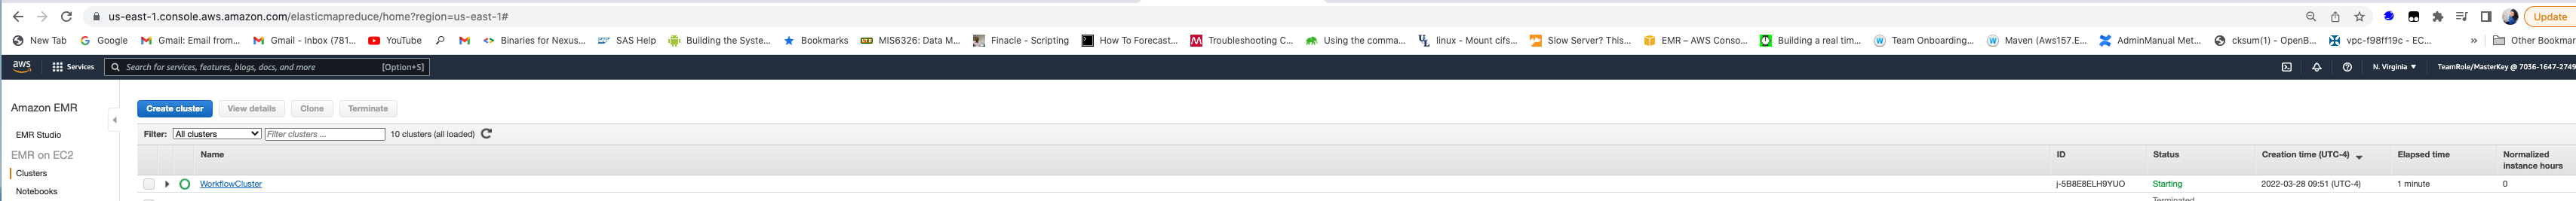 us-east-1.console.aws.amazon.com/elasticmapreduce/home?region=us-east-1#
Update
New Tab Google Gmail: Email from... Gmail - Inbox (781... YouTube Binaries for Nexus... SAS Help Building the Syste... Bookmarks MIS6326: Data M... Finacle - Scripting How To Forecast... Troubleshooting C... Using the comma... linux - Mount cifs... Slow Server? This... EMR – AWS Conso... Building a real tim... Team Onboarding... Maven (Aws157.E... AdminManual Met... cksum(1) - OpenB... vpc-f98ff19c - EC... » Other Bookmar
aws Services Search for services, features, blogs, docs, and more [Option+S] N. Virginia TeamRole/MasterKey @ 7036-1647-2749
Amazon EMR
EMR Studio
EMR on EC2
Clusters
Notebooks
Create cluster View details Clone Terminate
Filter: All clusters Filter clusters ... 10 clusters (all loaded)
Name ID Status Creation time (UTC-4) Elapsed time Normalized
instance hours
WorkflowCluster j-5B8E8ELH9YUO Starting 2022-03-28 09:51 (UTC-4) 1 minute 0
Terminated